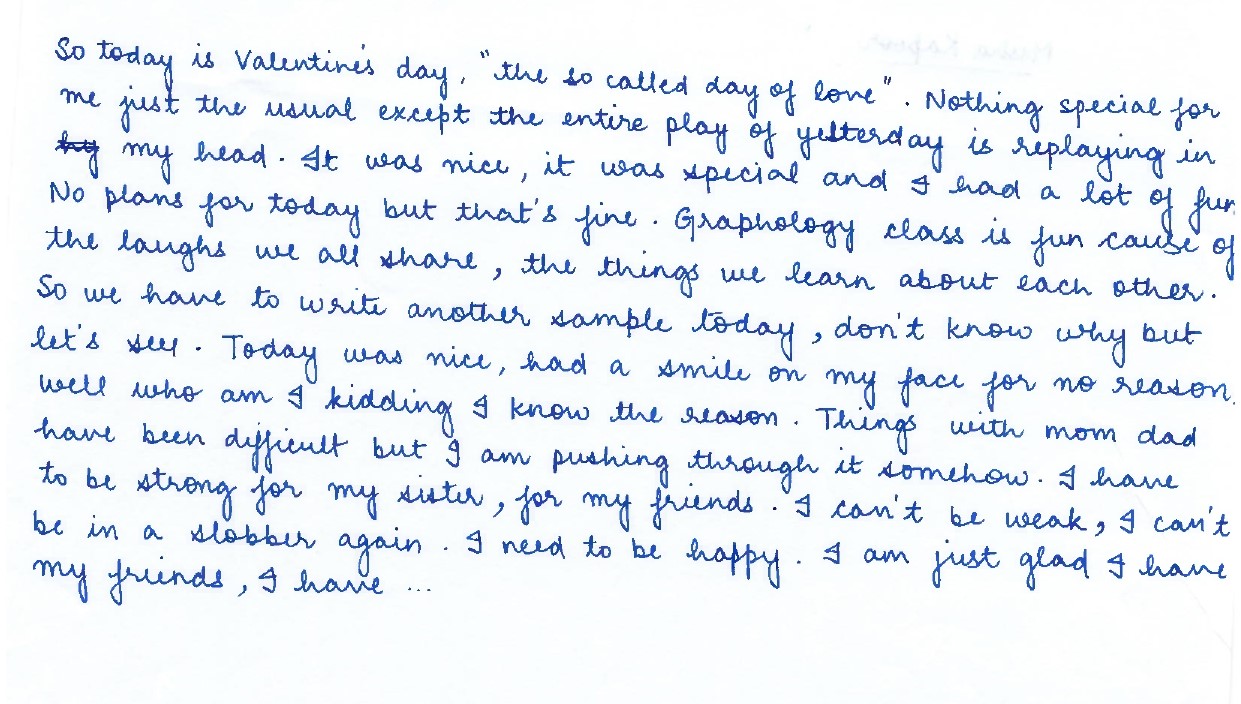 So today is Valentine's day, "the so called day of love". Nothing special for
me just the usual except the entire play of yesterday is replaying in
my head. It was nice, it was special and I had a lot of fun
No plans for today but that's fine. Graphology class is fun cause of
the laughs we all share, the things we learn about each other.
So we have to write another sample today, don't know why but
let's see. Today was nice, had a smile on my face for no reason.
well who am I kidding I know the reason. Things with mom dad
have been difficult but I am pushing through it somehow. I have
to be strong for my sister, for my friends. I can't be weak, I can't
be in a slobber again. I need to be happy. I am just glad I have
my friends, I have ...